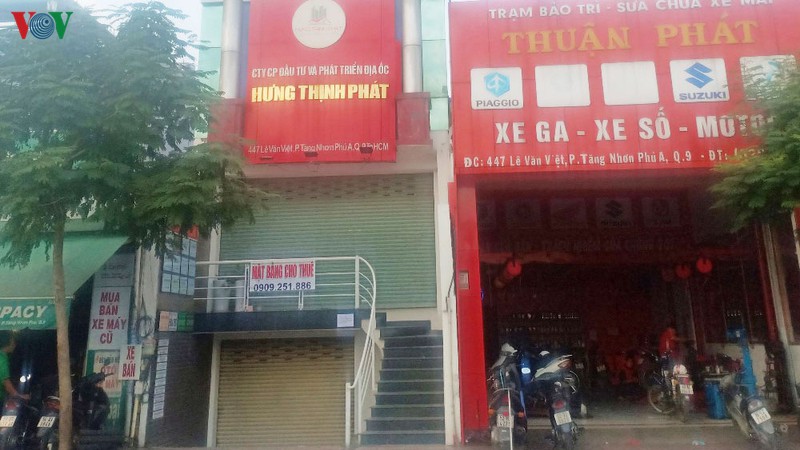 VOV
CTY CP ĐẦU TƯ VÀ PHÁT TRIỂN ĐỊA ỐC
HƯNG THỊNH PHÁT
447 Lê Văn Việt, P.Tăng Nhơn Phú A, Q.9
HCM
MẶT BẰNG CHO THUÊ
0909.251.886
TRẠM BẢO TRÌ - SỬA CHỮA XE MÁY
THUẬN PHÁT
PIAGGIO
SUZUKI
XE GA - XE SỐ - MOTO
ĐC: 447 Lê Văn Việt, P.Tăng Nhơn Phú A, Q.9 - ĐT:
PACY
MUA
BÁN
XE MÁY
CŨ
XE
BÁN